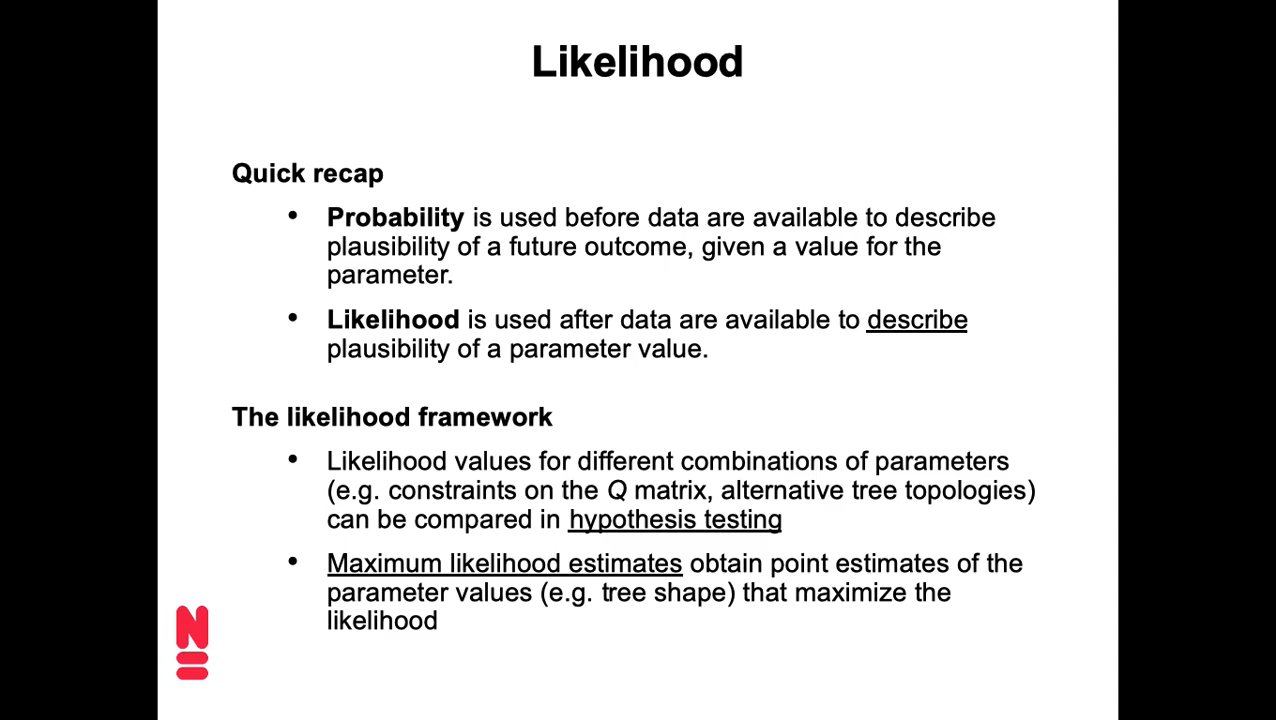 Likelihood
Quick recap
• Probability is used before data are available to describe
plausibility of a future outcome, given a value for the
parameter.
• Likelihood is used after data are available to describe
plausibility of a parameter value.
The likelihood framework
• Likelihood values for different combinations of parameters
(e.g. constraints on the Q matrix, alternative tree topologies)
can be compared in hypothesis testing
• Maximum likelihood estimates obtain point estimates of the
parameter values (e.g. tree shape) that maximize the
likelihood